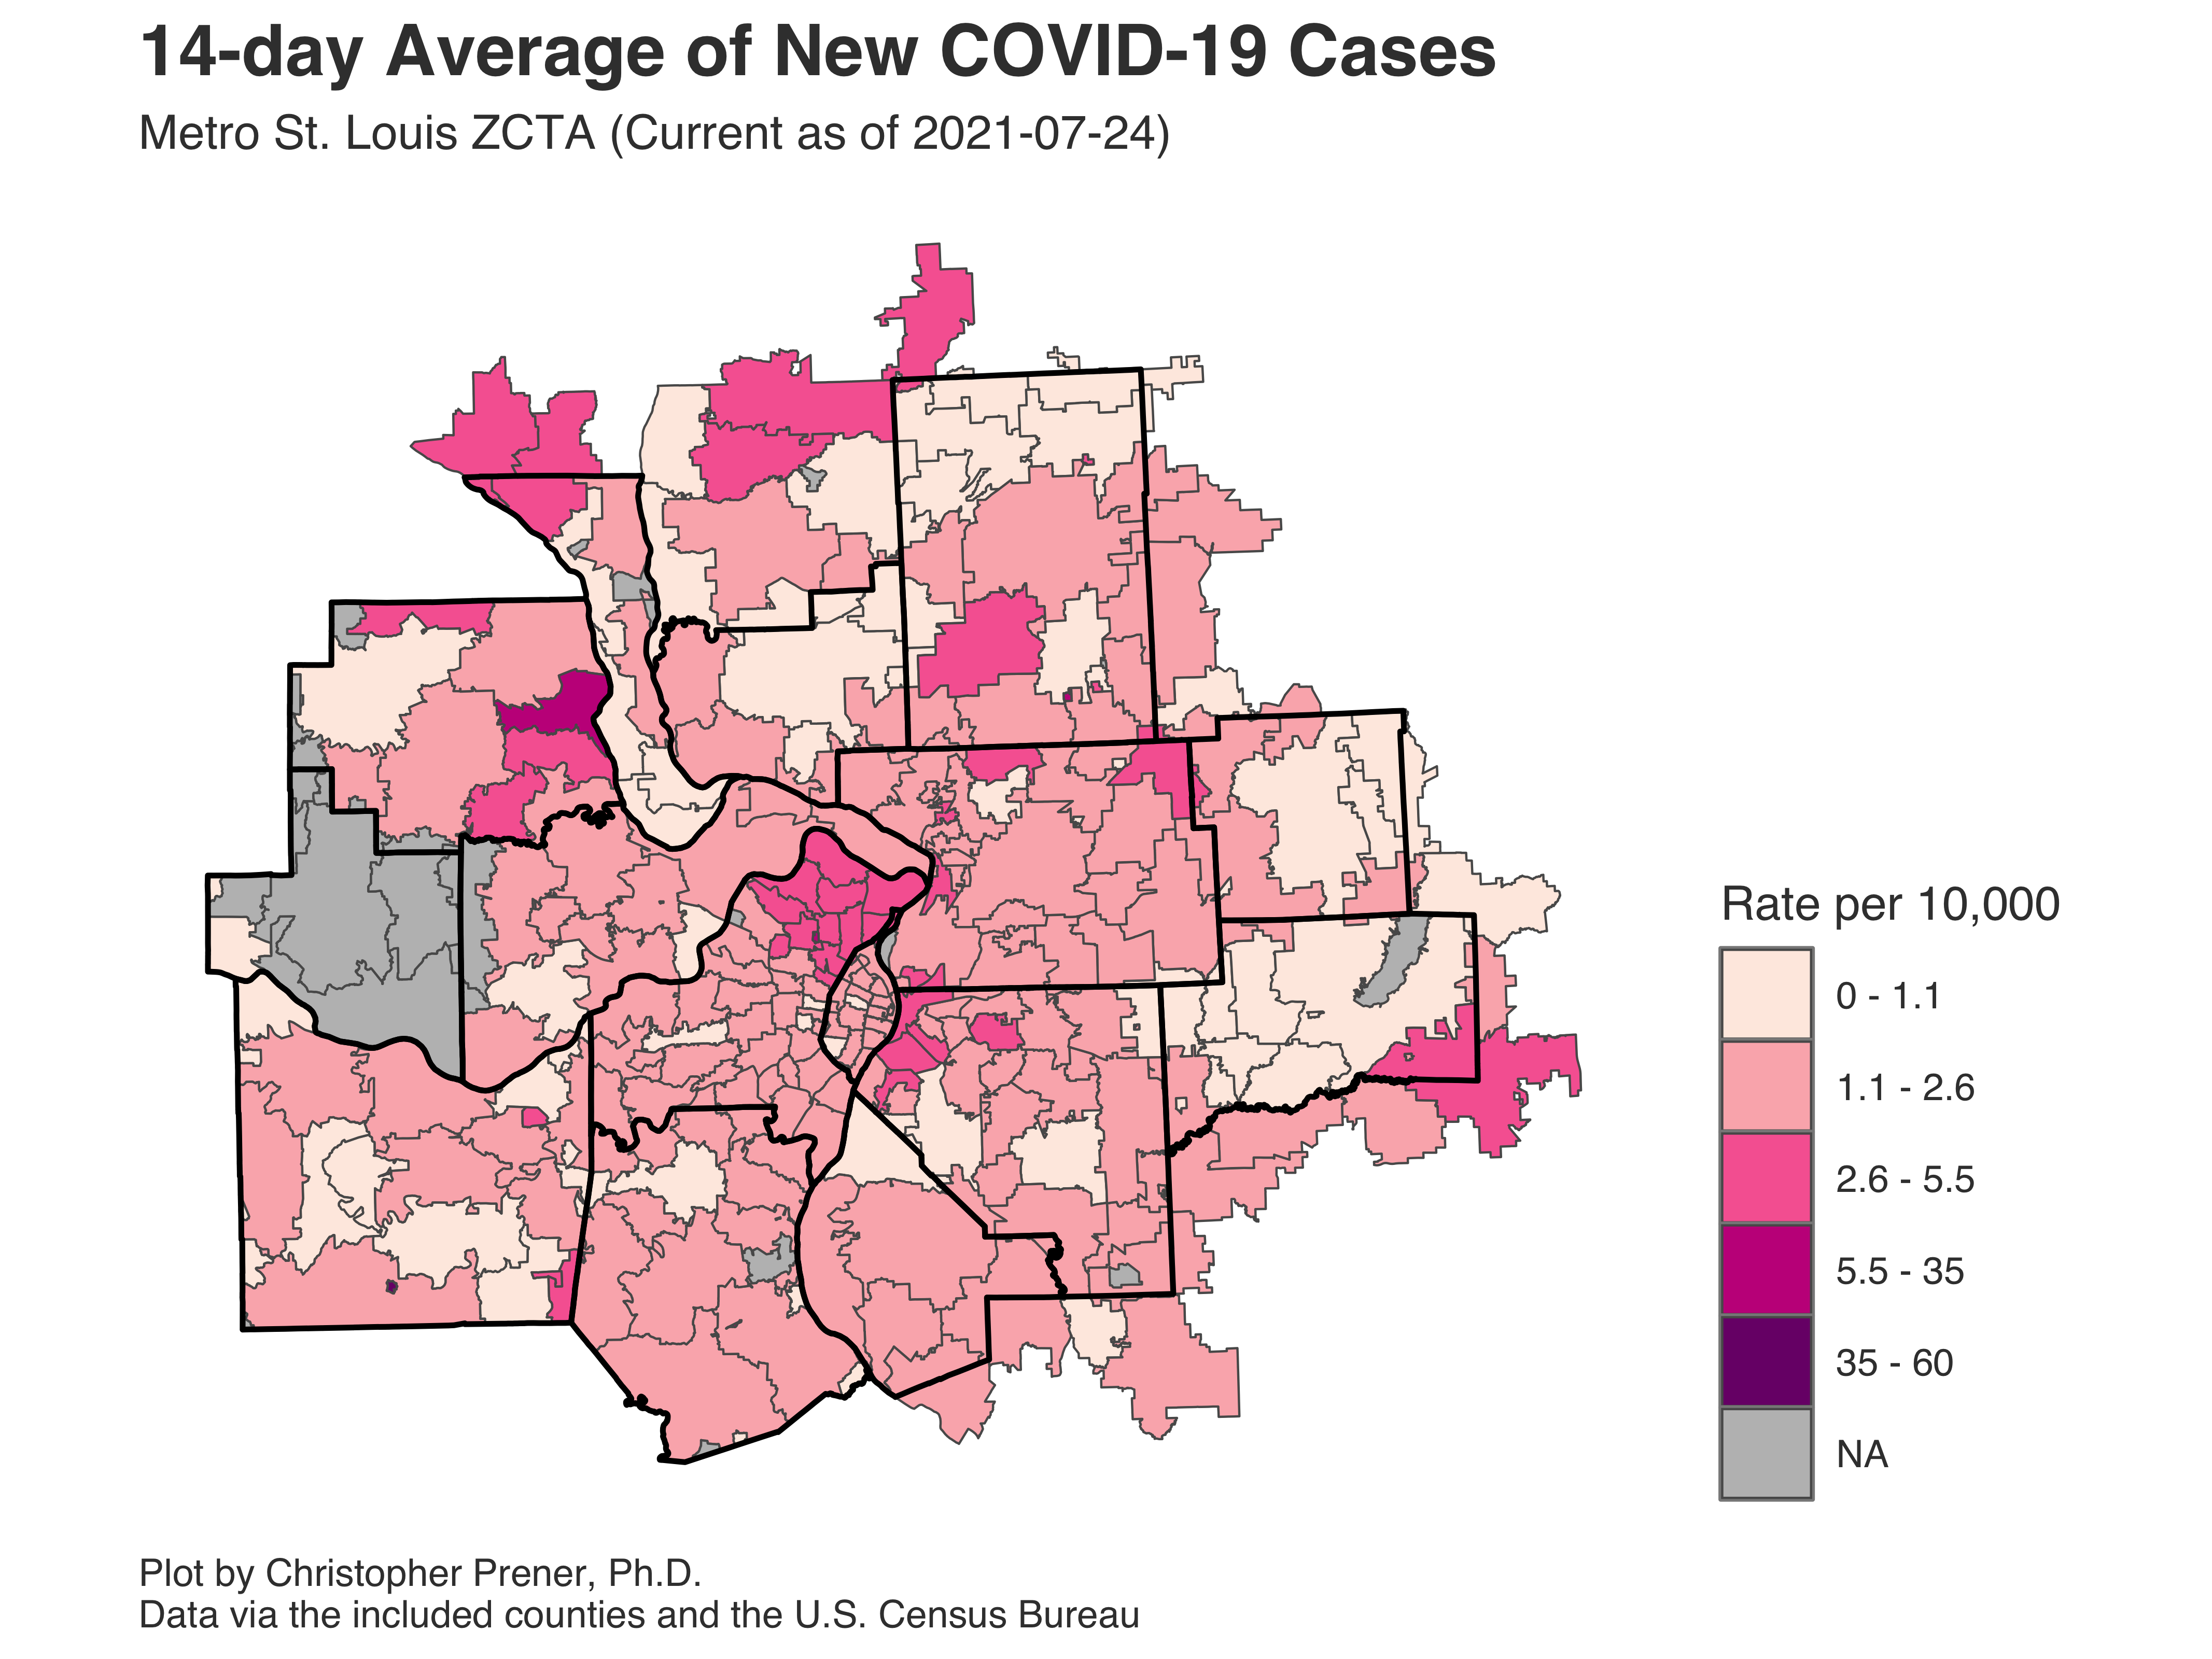 14-day Average of New COVID-19 Cases
Metro St. Louis ZCTA (Current as of 2021-07-24)
Rate per 10,000
0 - 1.1
1.1 - 2.6
2.6 - 5.5
5.5 - 35
35 - 60
NA
Plot by Christopher Prener, Ph.D.
Data via the included counties and the U.S. Census Bureau